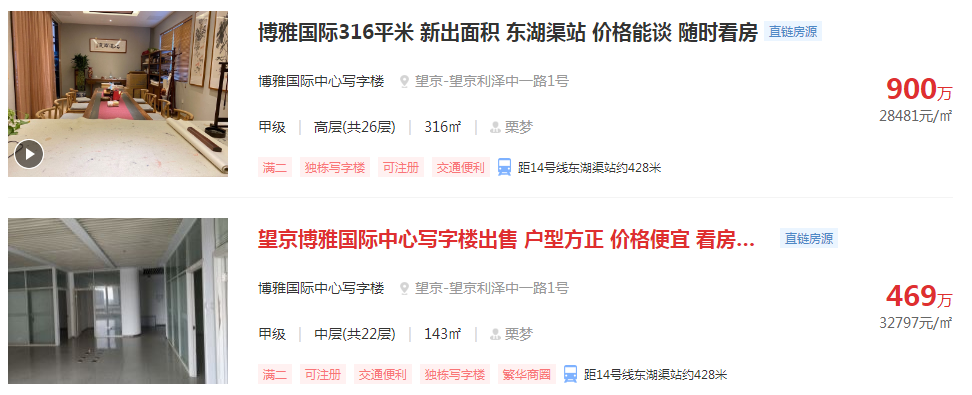 博雅国际316平米 新出面积 东湖渠站 价格能谈 随时看房 直链房源
博雅国际中心写字楼 望京-望京利泽中一路1号
900万
28481元/㎡
甲级 高层(共26层) 316㎡ 栗梦
满二 独栋写字楼 可注册 交通便利 距14号线东湖渠站约428米
望京博雅国际中心写字楼出售 户型方正 价格便宜 看房... 直链房源
博雅国际中心写字楼 望京-望京利泽中一路1号
469万
32797元/㎡
甲级 中层(共22层) 143㎡ 栗梦
满二 可注册 交通便利 独栋写字楼 繁华商圈 距14号线东湖渠站约428米